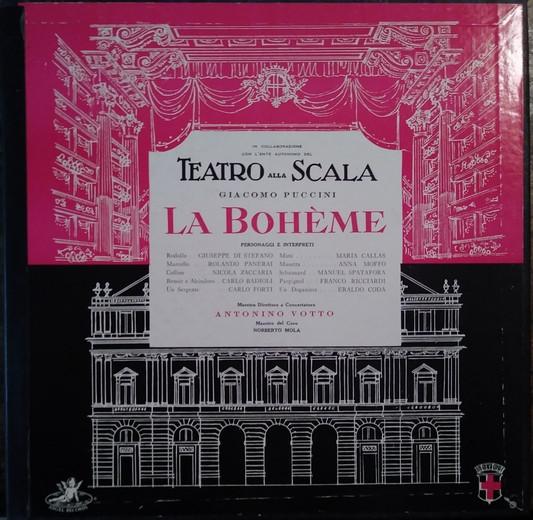 IN COLLABORAZIONE
CON L'ENTE AUTONOMO DEL
TEATRO ALLA SCALA
GIACOMO PUCCINI
LA BOHÈME
PERSONAGGI E INTERPRETI
Rodolfo GIUSEPPE DI STEFANO Mimì MARIA CALLAS
Marcello ROLANDO PANERAI Musetta ANNA MOFFO
Colline NICOLA ZACCARIA Schaunard MANUEL SPATAFORA
Benoit e Alcindoro CARLO BADIOLI Parpignol FRANCO RICCIARDI
Un Sergente CARLO FORTI Un Doganiere ERALDO CODA
Maestro Direttore e Concertatore
ANTONINO VOTTO
Maestro del Coro
NORBERTO MOLA
ANGEL RECORDS